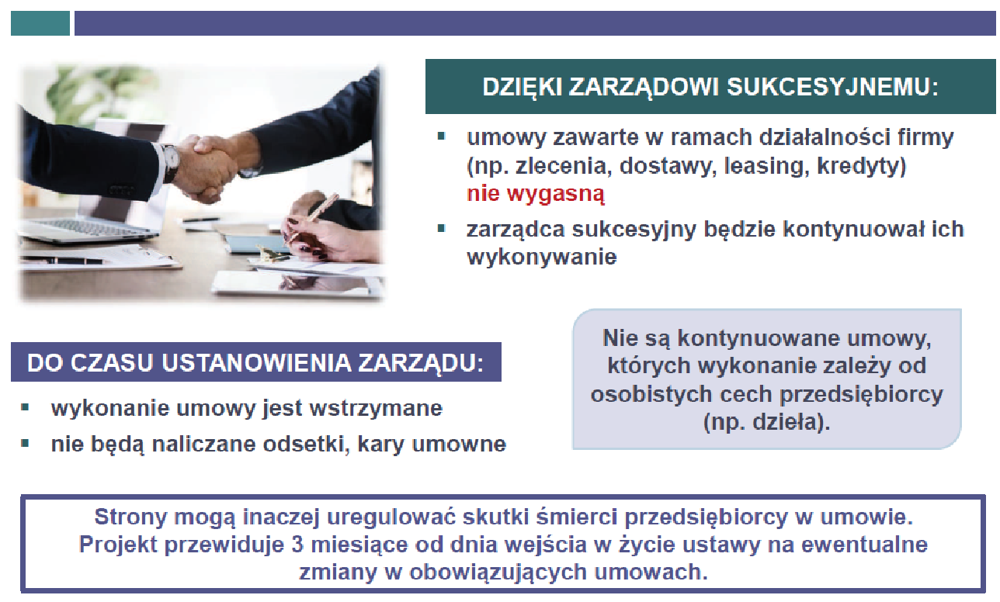 DZIĘKI ZARZĄDOWI SUKCESYJNEMU:
▪ umowy zawarte w ramach działalności firmy
(np. zlecenia, dostawy, leasing, kredyty)
nie wygasną
▪ zarządca sukcesyjny będzie kontynuował ich
wykonywanie
Nie są kontynuowane umowy,
których wykonanie zależy od
osobistych cech przedsiębiorcy
(np. dzieła).
DO CZASU USTANOWIENIA ZARZĄDU:
▪ wykonanie umowy jest wstrzymane
▪ nie będą naliczane odsetki, kary umowne
Strony mogą inaczej uregulować skutki śmierci przedsiębiorcy w umowie.
Projekt przewiduje 3 miesiące od dnia wejścia w życie ustawy na ewentualne
zmiany w obowiązujących umowach.